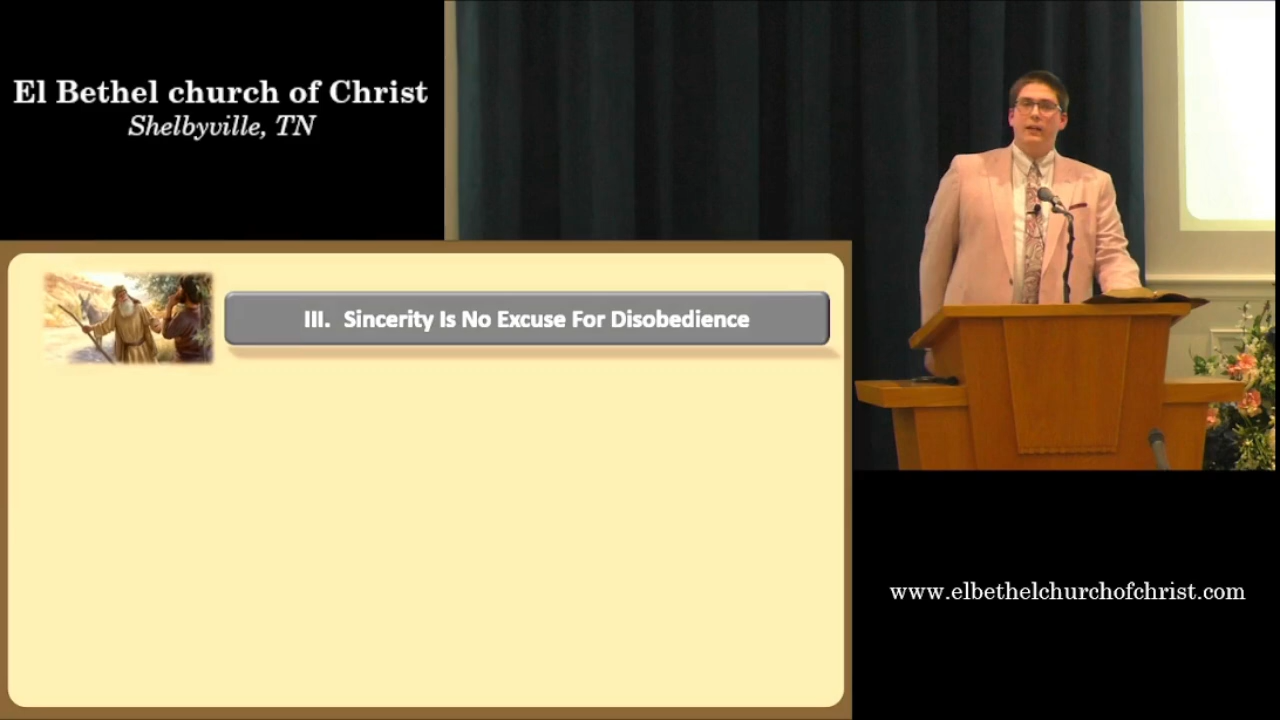 El Bethel church of Christ
Shelbyville, TN
III. Sincerity Is No Excuse For Disobedience
www.elbethelchurchofchrist.com